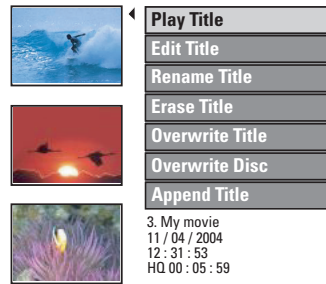 Play Title
Edit Title
Rename Title
Erase Title
Overwrite Title
Overwrite Disc
Append Title
3. My movie
11 / 04 / 2004
12 : 31 : 53
HQ 00 : 05 : 59